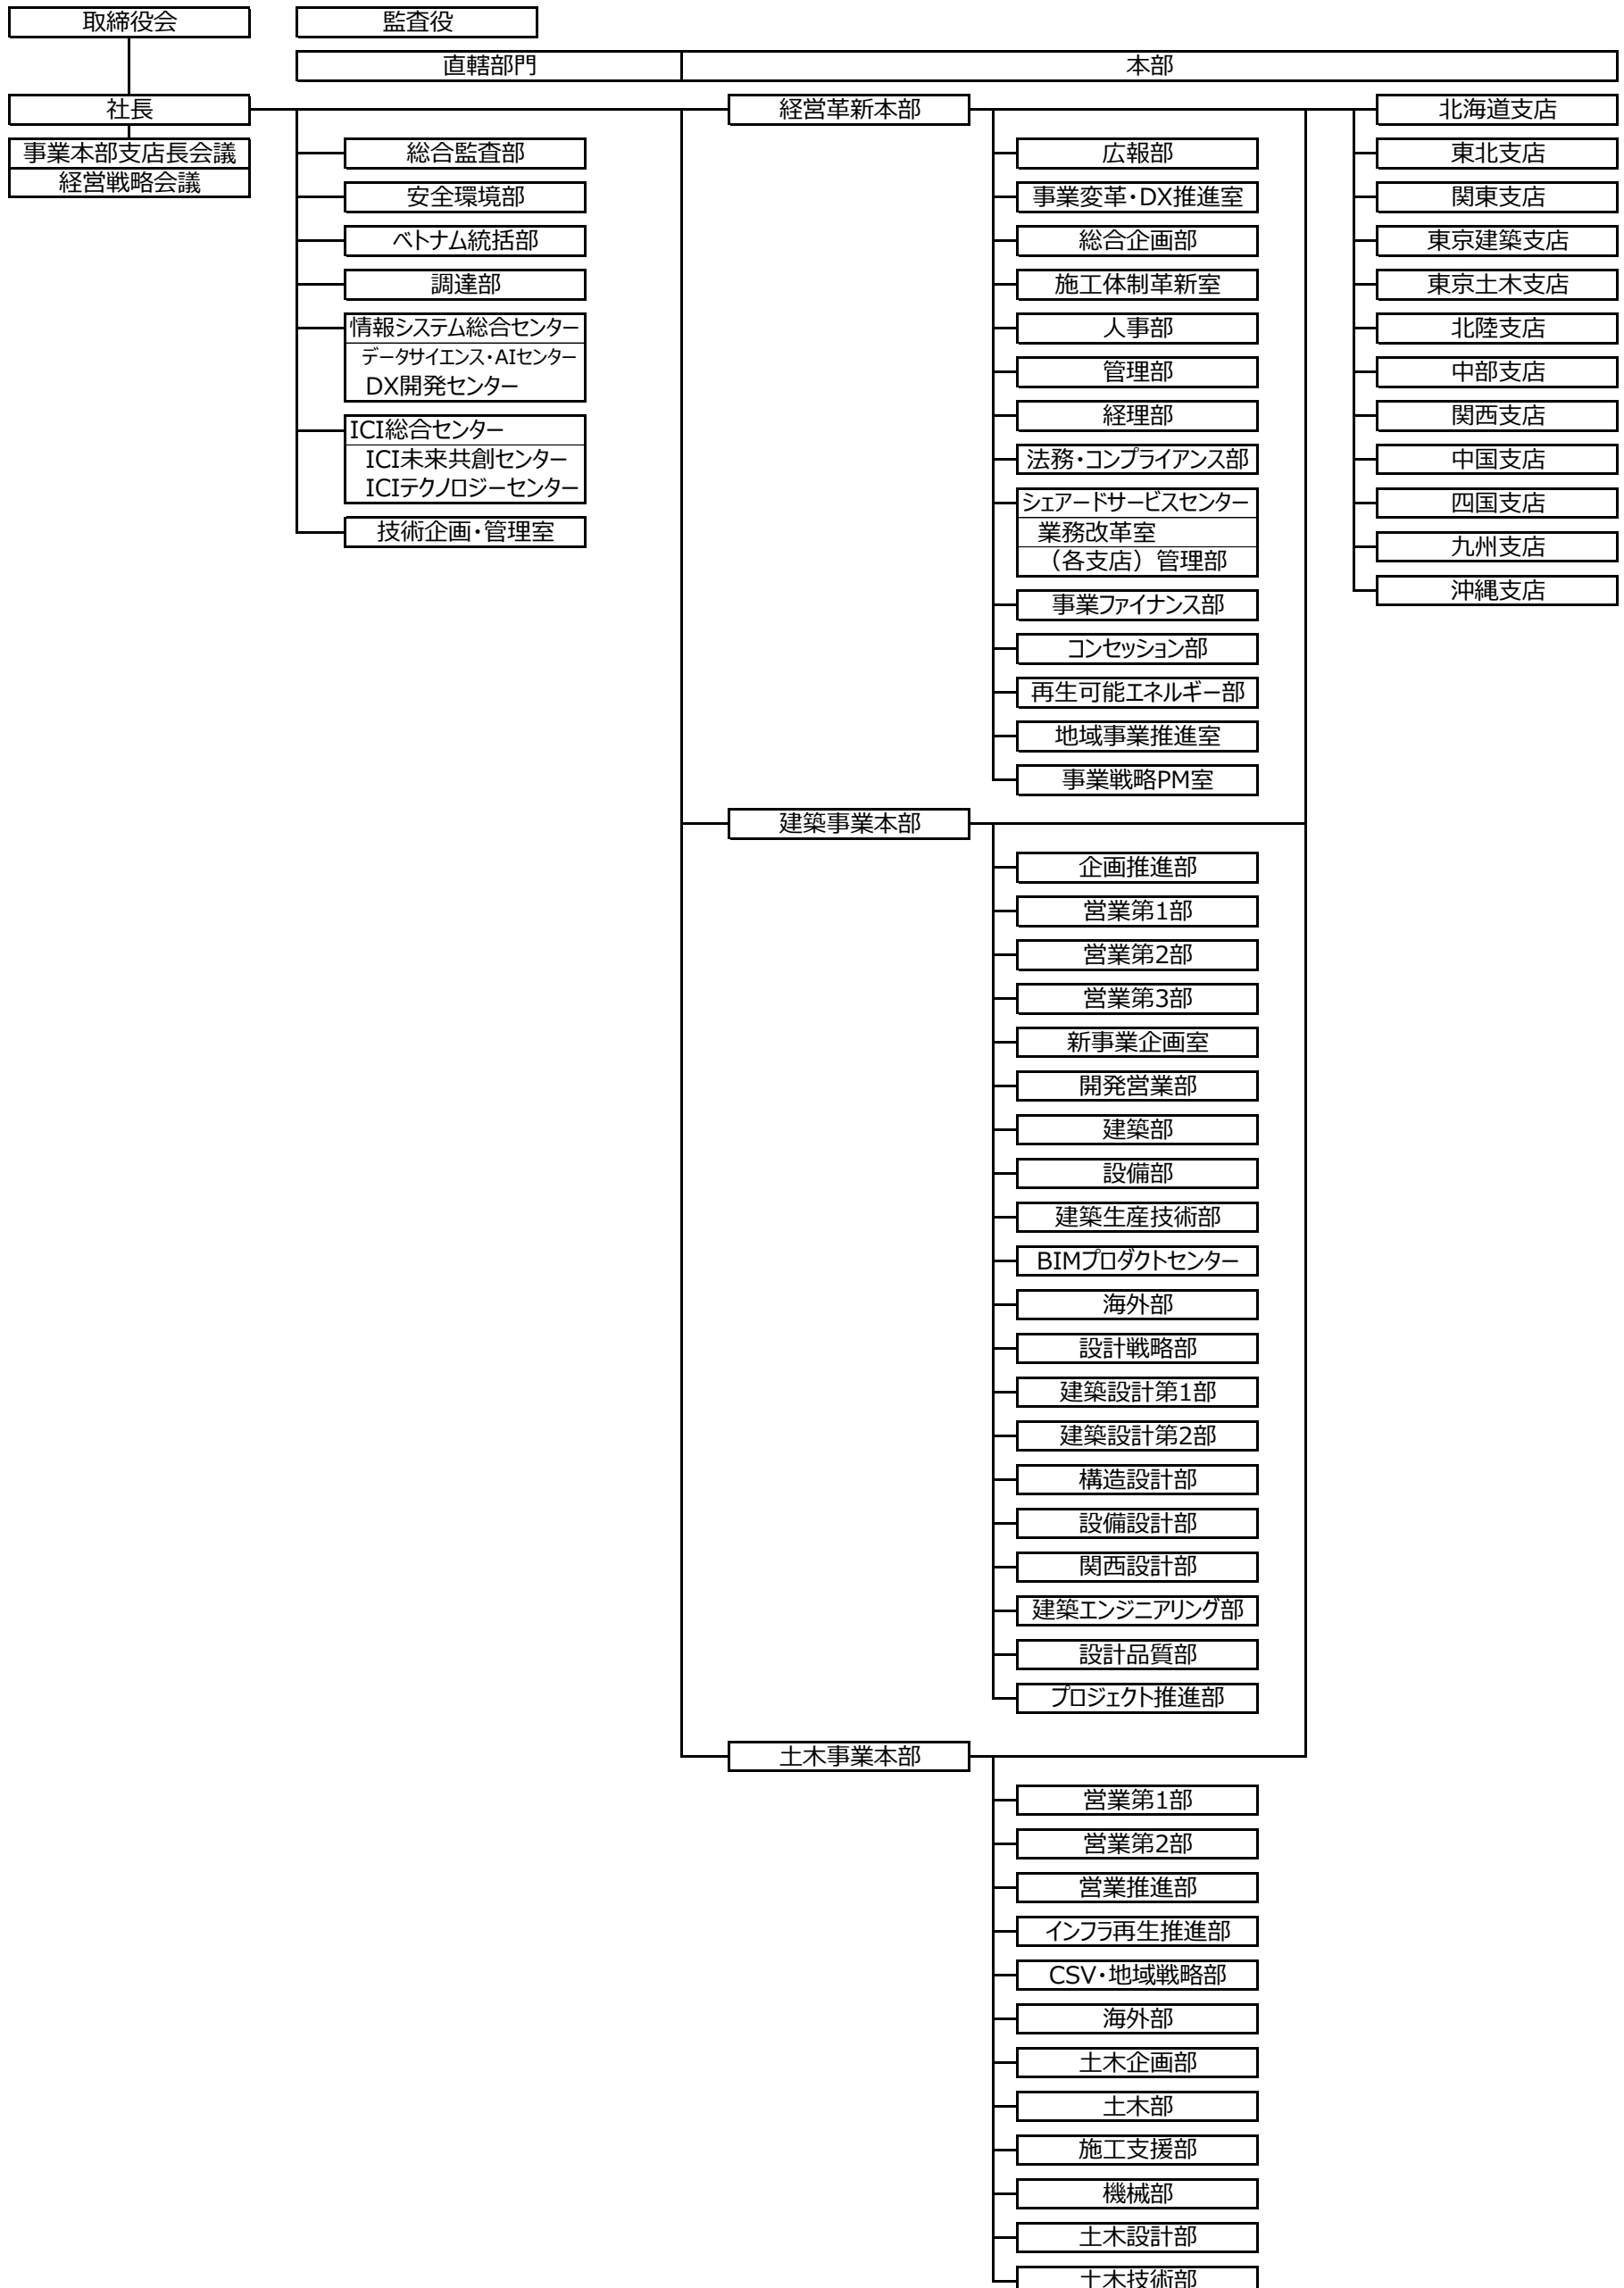 取締役会
監査役
直轄部門
本部
社長
事業本部支店長会議
経営戦略会議
総合監査部
安全環境部
ベトナム統括部
調達部
情報システム総合センター
データサイエンス・AIセンター
DX開発センター
ICI総合センター
ICI未来共創センター
ICIテクノロジーセンター
技術企画・管理室
経営革新本部
広報部
事業変革・DX推進室
総合企画部
施工体制革新室
人事部
管理部
経理部
法務・コンプライアンス部
シェアードサービスセンター
業務改革室
（各支店）管理部
事業ファイナンス部
コンセッション部
再生可能エネルギー部
地域事業推進室
事業戦略PM室
建築事業本部
企画推進部
営業第1部
営業第2部
営業第3部
新事業企画室
開発営業部
建築部
設備部
建築生産技術部
BIMプロダクトセンター
海外部
設計戦略部
建築設計第1部
建築設計第2部
構造設計部
設備設計部
関西設計部
建築エンジニアリング部
設計品質部
プロジェクト推進部
土木事業本部
営業第1部
営業第2部
営業推進部
インフラ再生推進部
CSV・地域戦略部
海外部
土木企画部
土木部
施工支援部
機械部
土木設計部
土木技術部
北海道支店
東北支店
関東支店
東京建築支店
東京土木支店
北陸支店
中部支店
関西支店
中国支店
四国支店
九州支店
沖縄支店